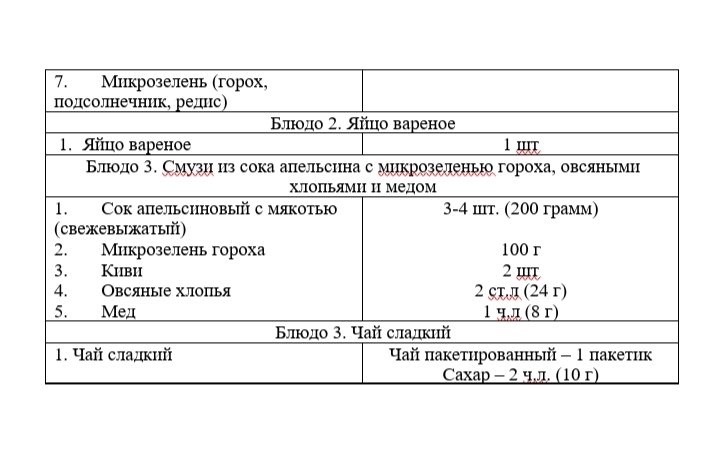 7. Микрозелень (горох,
подсолнечник, редис)
Блюдо 2. Яйцо вареное
1. Яйцо вареное 1 шт
Блюдо 3. Смузи из сока апельсина с микрозеленью гороха, овсяными
хлопьями и медом
1. Сок апельсиновый с мякотью 3-4 шт. (200 грамм)
(свежевыжатый)
2. Микрозелень гороха 100 г
3. Киви 2 шт
4. Овсяные хлопья 2 ст.л (24 г)
5. Мед 1 ч.л (8 г)
Блюдо 3. Чай сладкий
1. Чай сладкий Чай пакетированный – 1 пакетик
Сахар – 2 ч.л. (10 г)